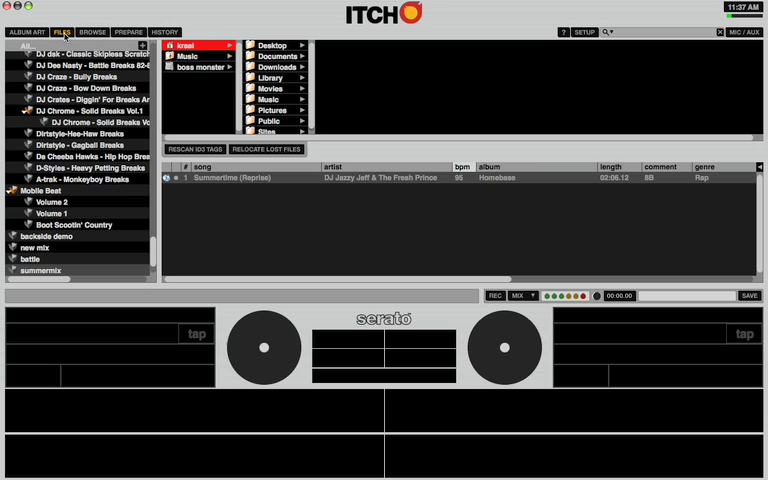 ITCH
11:37 AM
ALBUM ART FILES BROWSE PREPARE HISTORY
? SETUP MIC / AUX
All...
DJ dsk - Classic Skipless Scratch
DJ Dee Nasty - Battle Breaks 82-8
DJ Craze - Bully Breaks
DJ Craze - Bow Down Breaks
DJ Crates - Diggin' For Breaks Ar
DJ Chrome - Solid Breaks Vol.1
DJ Chrome - Solid Breaks Vo
Dirtstyle-Hee-Haw Breaks
Dirtstyle - Gagball Breaks
Da Cheeba Hawks - Hip Hop Brea
D-Styles - Heavy Petting Breaks
A-trak - Monkeyboy Breaks
Mobile Beat
Volume 2
Volume 1
Boot Scootin' Country
backside demo
new mix
battle
summermix
kraal
Music
boss monster
Desktop
Documents
Downloads
Library
Movies
Music
Pictures
Public
Sites
RESCAN ID3 TAGS RELOCATE LOST FILES
# song artist bpm album length comment genre
1 Summertime (Reprise) DJ Jazzy Jeff & The Fresh Prince 95 Homebase 02:06.12 8B Rap
REC MIX 00:00.00 SAVE
tap
serato
tap